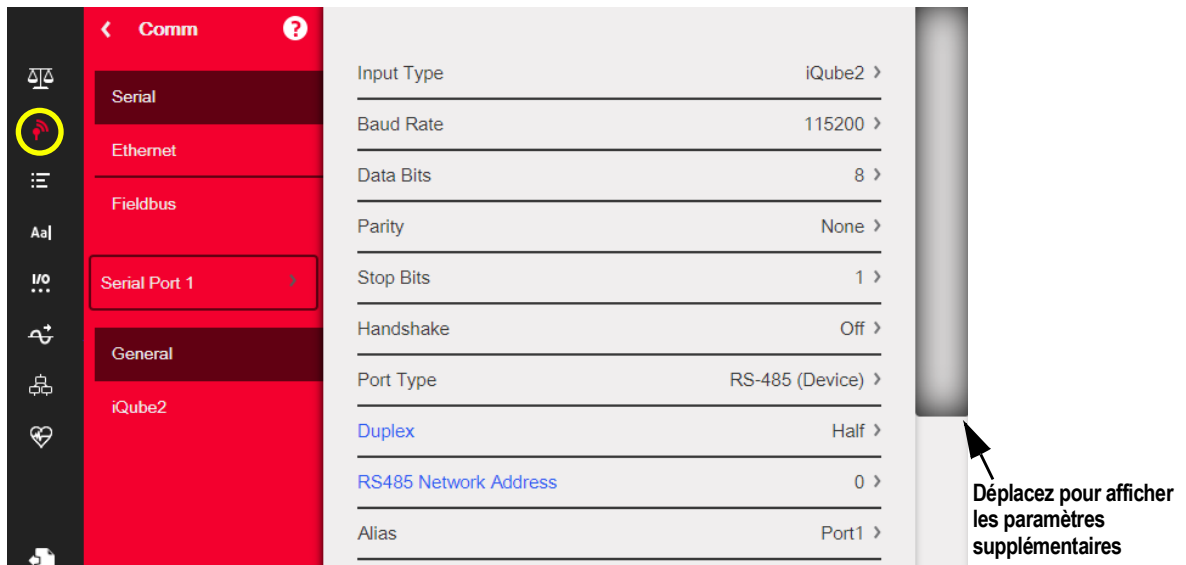 Comm ?
Serial
Ethernet
Fieldbus
Serial Port 1
General
iQube2
Aa
I/O
Input Type iQube2
Baud Rate 115200
Data Bits 8
Parity None
Stop Bits 1
Handshake Off
Port Type RS-485 (Device)
Duplex Half
RS485 Network Address 0
Alias Port1
Déplacez pour afficher
les paramètres
supplémentaires